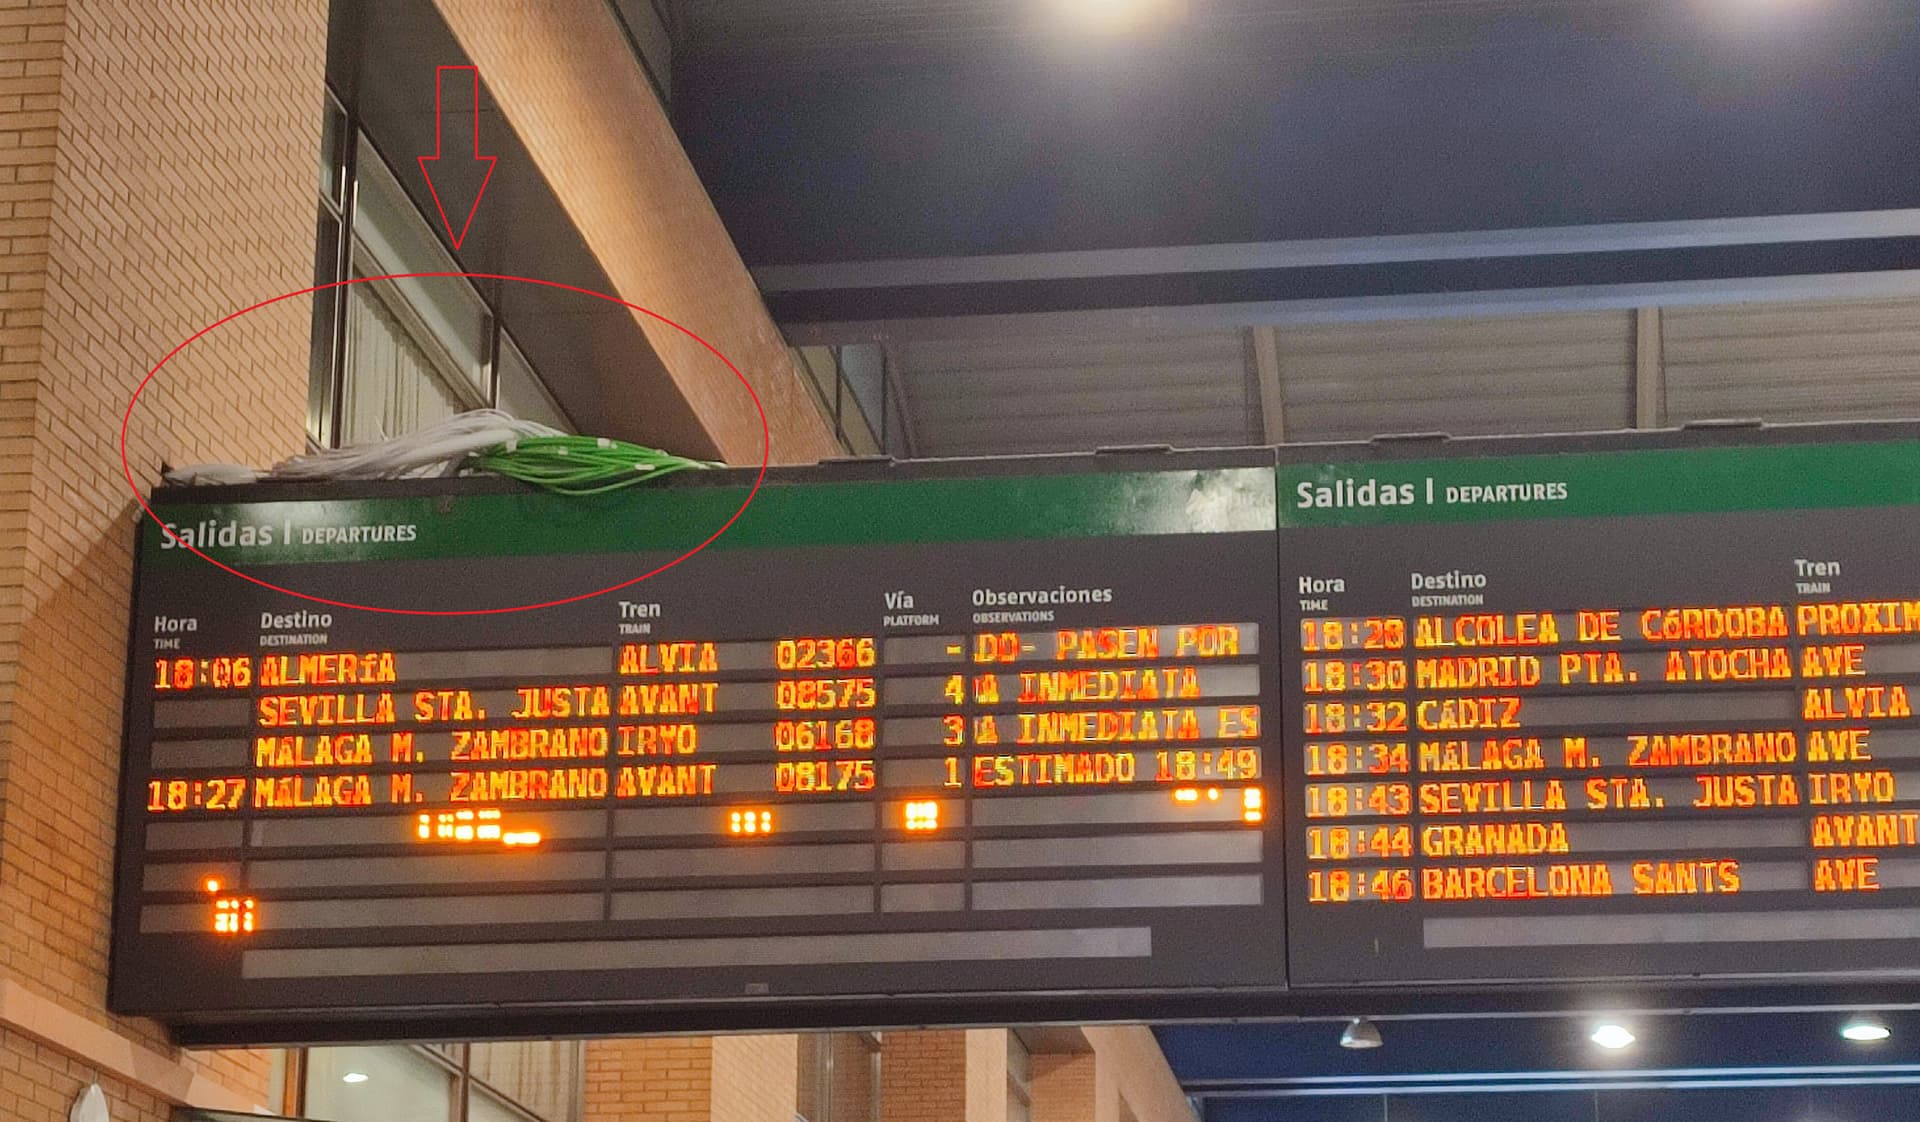 Salidas | DEPARTURES
Hora Destino Tren Vía Observaciones
TIME DESTINATION TRAIN PLATFORM OBSERVATIONS
18:06 ALMERíA ALVIA 02366 - DO- PASEN POR
SEVILLA STA. JUSTA AVANT 08575 4 A INMEDIATA
MáLAGA M. ZAMBRANO IRYO 06168 3 A INMEDIATA ES
18:27 MáLAGA M. ZAMBRANO AVANT 08175 1 ESTIMADO 18:49
Salidas | DEPARTURES
Hora Destino Tren
TIME DESTINATION TRAIN
18:28 ALCOLEA DE CóRDOBA PROXIM
18:30 MADRID PTA. ATOCHA AVE
18:32 CáDIZ ALVIA
18:34 MáLAGA M. ZAMBRANO AVE
18:43 SEVILLA STA. JUSTA IRYO
18:44 GRANADA AVANT
18:46 BARCELONA SANTS AVE